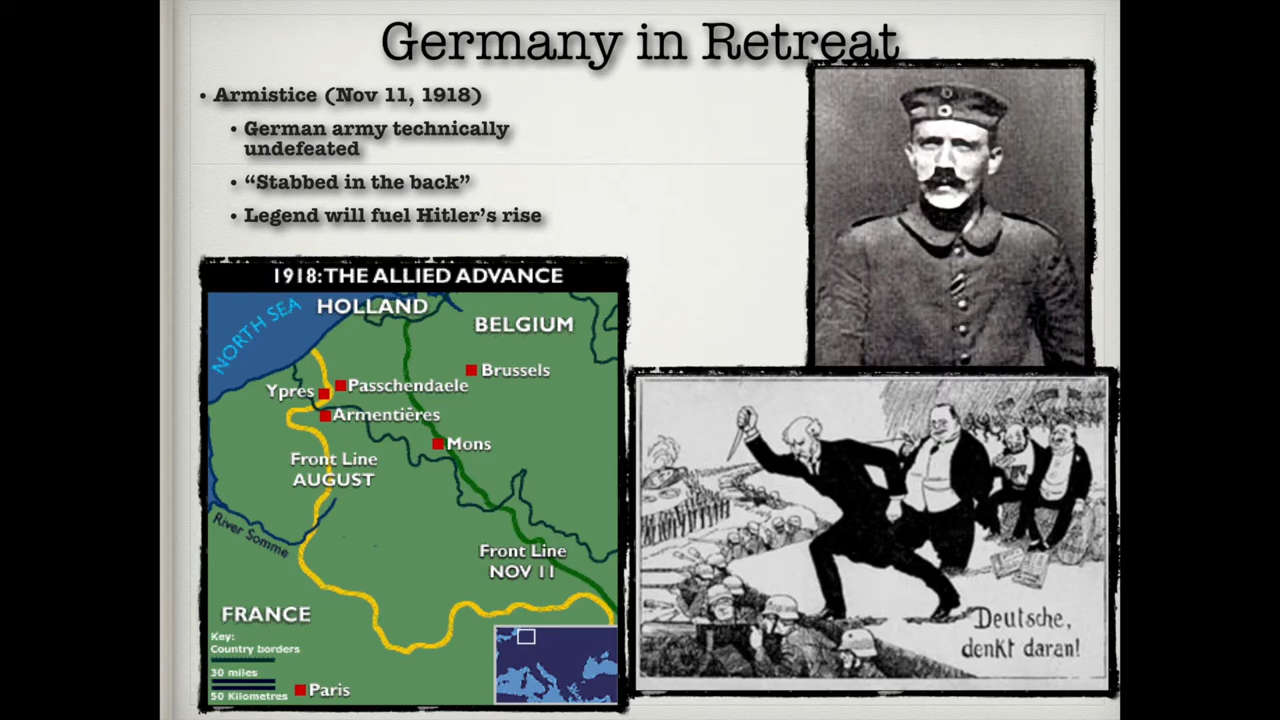 Germany in Retreat
• Armistice (Nov 11, 1918)
• German army technically
undefeated
• “Stabbed in the back”
• Legend will fuel Hitler’s rise
1918: THE ALLIED ADVANCE
HOLLAND
NORTH SEA
BELGIUM
Brussels
Ypres
Passchendaele
Armentières
Mons
Front Line
AUGUST
River Somme
Front Line
NOV 11
FRANCE
Key:
Country borders
30 miles
50 Kilometres
Paris
Deutsche,
denkt daran!